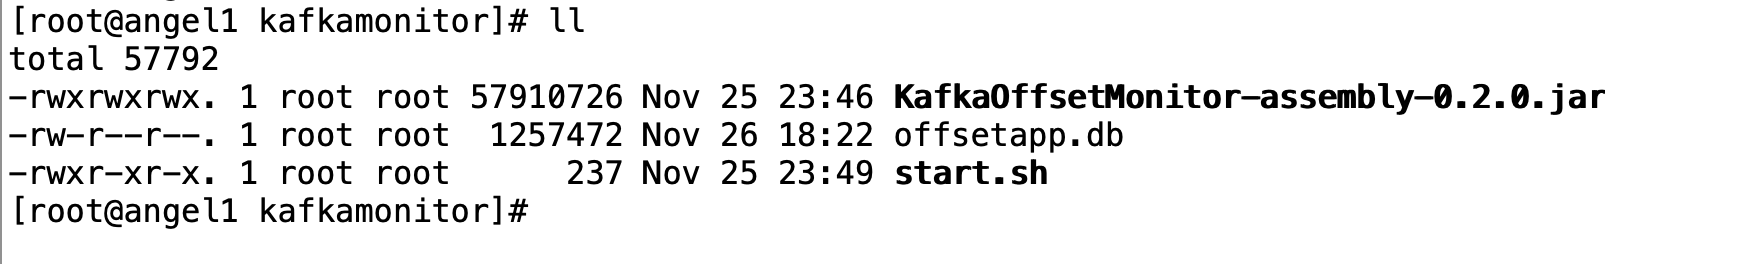 [root@angel1 kafkamonitor]# ll
total 57792
-rwxrwxrwx. 1 root root 57910726 Nov 25 23:46 KafkaOffsetMonitor-assembly-0.2.0.jar
-rw-r--r--. 1 root root  1257472 Nov 26 18:22 offsetapp.db
-rwxr-xr-x. 1 root root      237 Nov 25 23:49 start.sh
[root@angel1 kafkamonitor]#